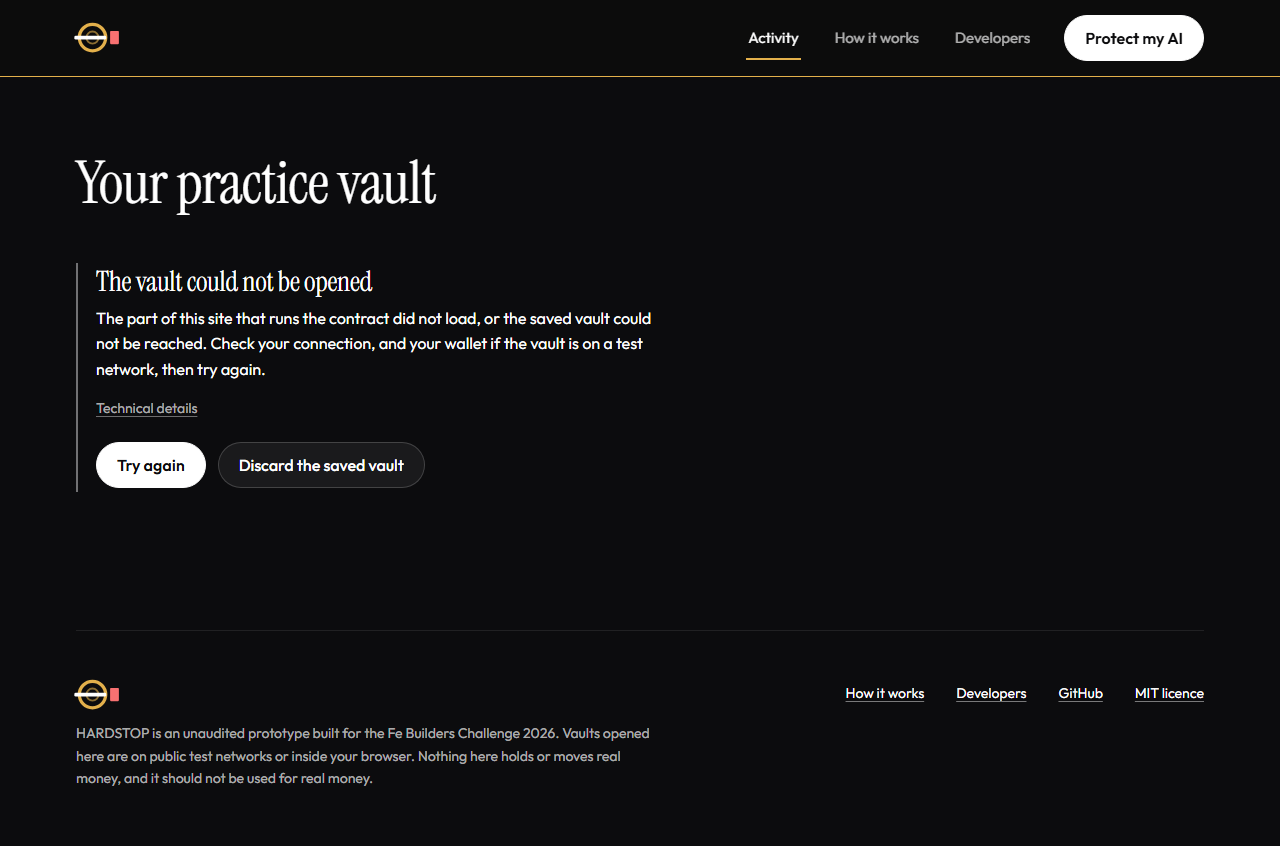 Activity
How it works
Developers
Protect my AI
Your practice vault
The vault could not be opened
The part of this site that runs the contract did not load, or the saved vault could
not be reached. Check your connection, and your wallet if the vault is on a test
network, then try again.
Technical details
Try again
Discard the saved vault
How it works
Developers
GitHub
MIT licence
HARDSTOP is an unaudited prototype built for the Fe Builders Challenge 2026. Vaults opened
here are on public test networks or inside your browser. Nothing here holds or moves real
money, and it should not be used for real money.